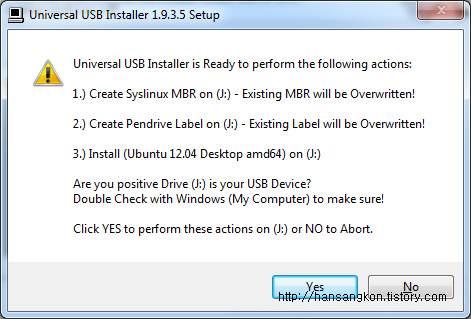 Universal USB Installer 1.9.3.5 Setup
Universal USB Installer is Ready to perform the following actions:
1.) Create Syslinux MBR on (J:) - Existing MBR will be Overwritten!
2.) Create Pendrive Label on (J:) - Existing Label will be Overwritten!
3.) Install (Ubuntu 12.04 Desktop amd64) on (J:)
Are you positive Drive (J:) is your USB Device?
Double Check with Windows (My Computer) to make sure!
Click YES to perform these actions on (J:) or NO to Abort.
Yes No
http://hansangkon.tistory.com